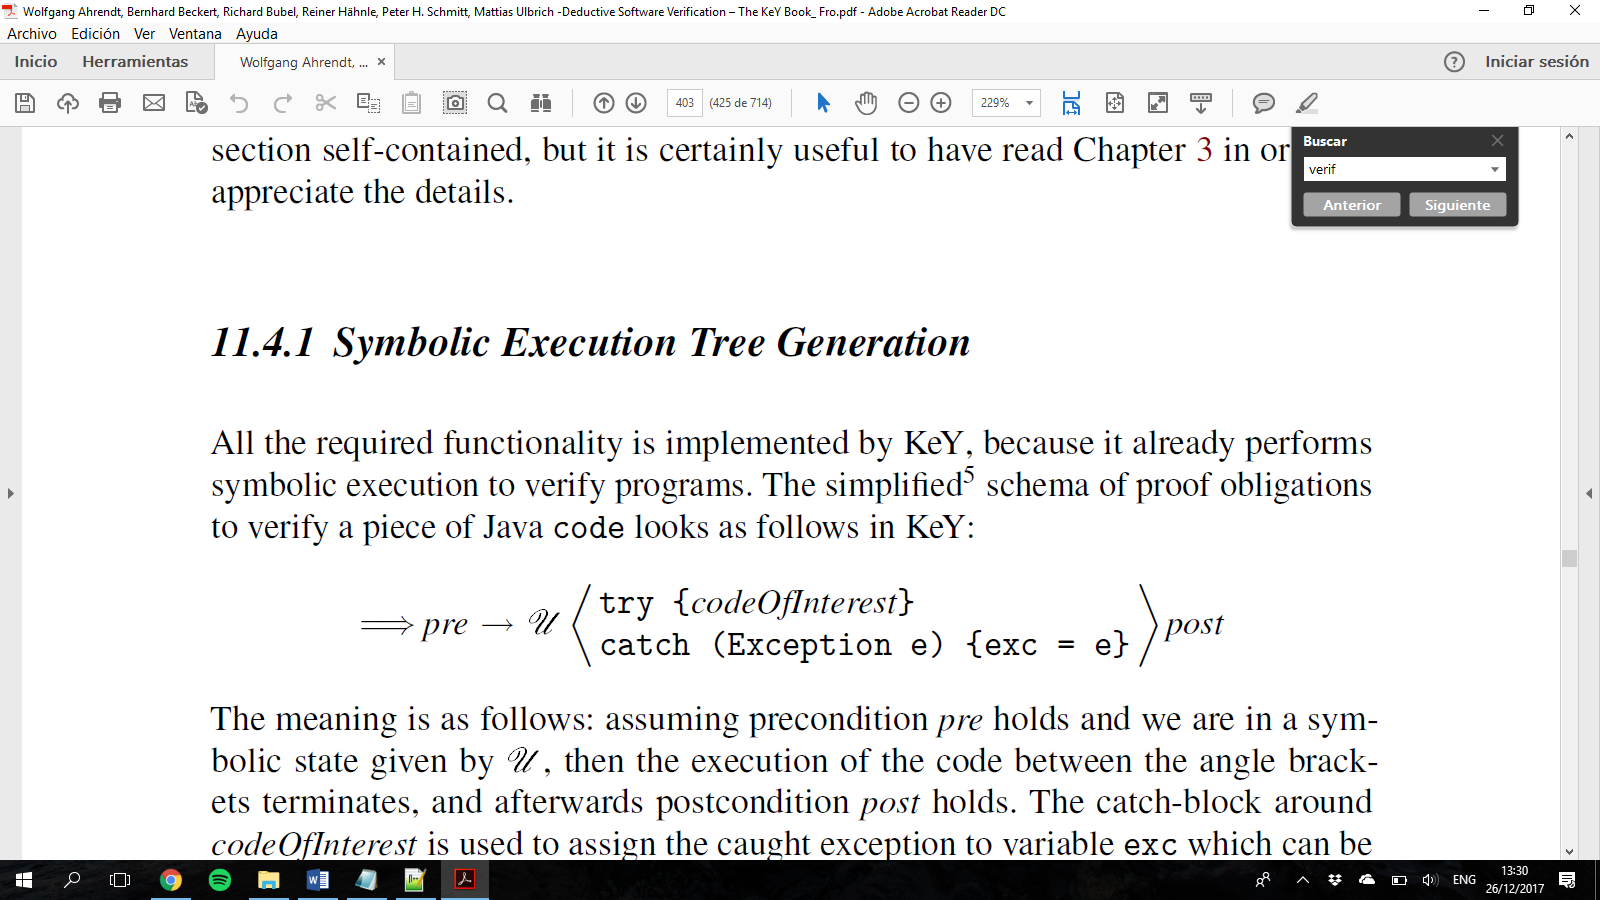 Wolfgang Ahrendt, Bernhard Beckert, Richard Bubel, Reiner Hähnle, Peter H. Schmitt, Mattias Ulbrich -Deductive Software Verification – The KeY Book_ Fro.pdf - Adobe Acrobat Reader DC
Archivo Edición Ver Ventana Ayuda
Inicio Herramientas Wolfgang Ahrendt, ... × Iniciar sesión
403 (425 de 714) 229%
Buscar
verif
Anterior Siguiente
section self-contained, but it is certainly useful to have read Chapter 3 in or
appreciate the details.
11.4.1 Symbolic Execution Tree Generation
All the required functionality is implemented by KeY, because it already performs
symbolic execution to verify programs. The simplified⁵ schema of proof obligations
to verify a piece of Java code looks as follows in KeY:
⟹ pre → 𝒰 ⟨ try {codeOfInterest}
catch (Exception e) {exc = e} ⟩ post
The meaning is as follows: assuming precondition pre holds and we are in a sym-
bolic state given by 𝒰, then the execution of the code between the angle brack-
ets terminates, and afterwards postcondition post holds. The catch-block around
codeOfInterest is used to assign the caught exception to variable exc which can be
ENG
13:30
26/12/2017